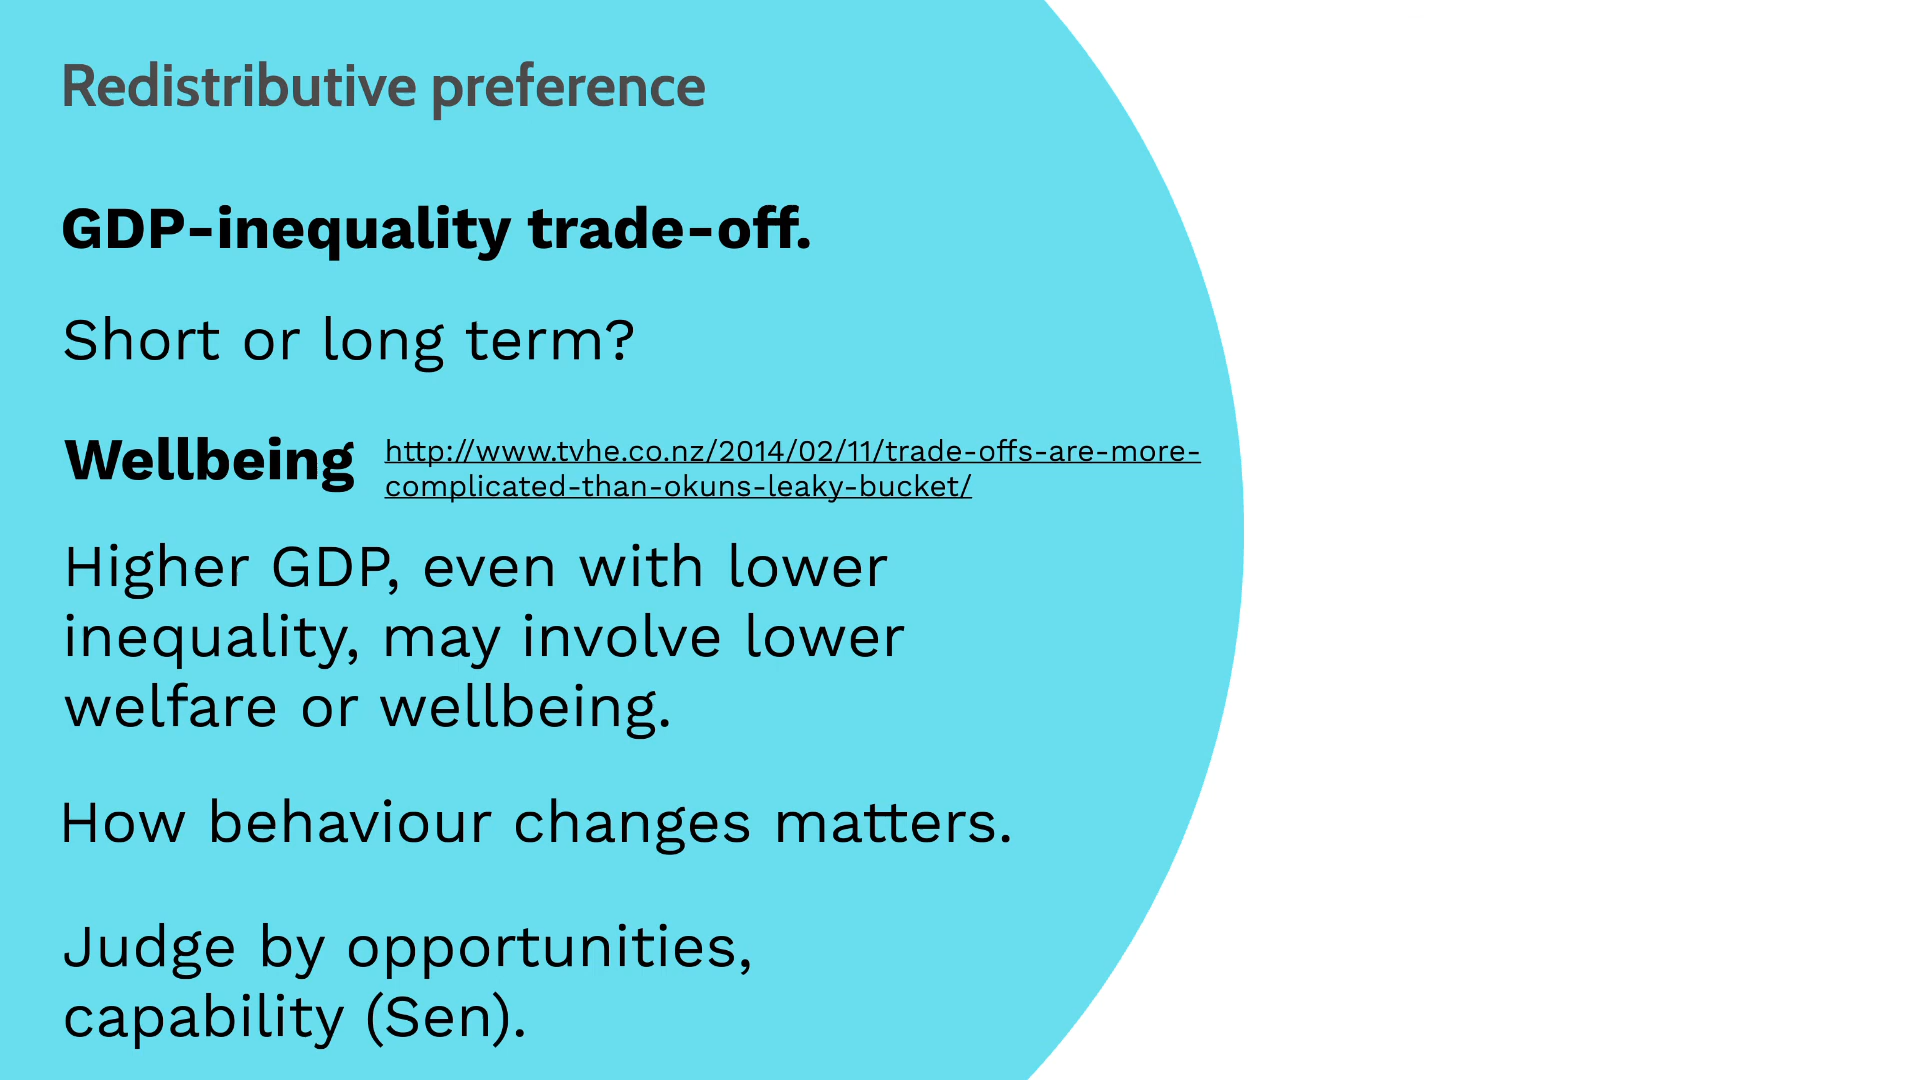 Redistributive preference
GDP-inequality trade-off.
Short or long term?
Wellbeing
http://www.tvhe.co.nz/2014/02/11/trade-offs-are-more-
complicated-than-okuns-leaky-bucket/
Higher GDP, even with lower
inequality, may involve lower
welfare or wellbeing.
How behaviour changes matters.
Judge by opportunities,
capability (Sen).